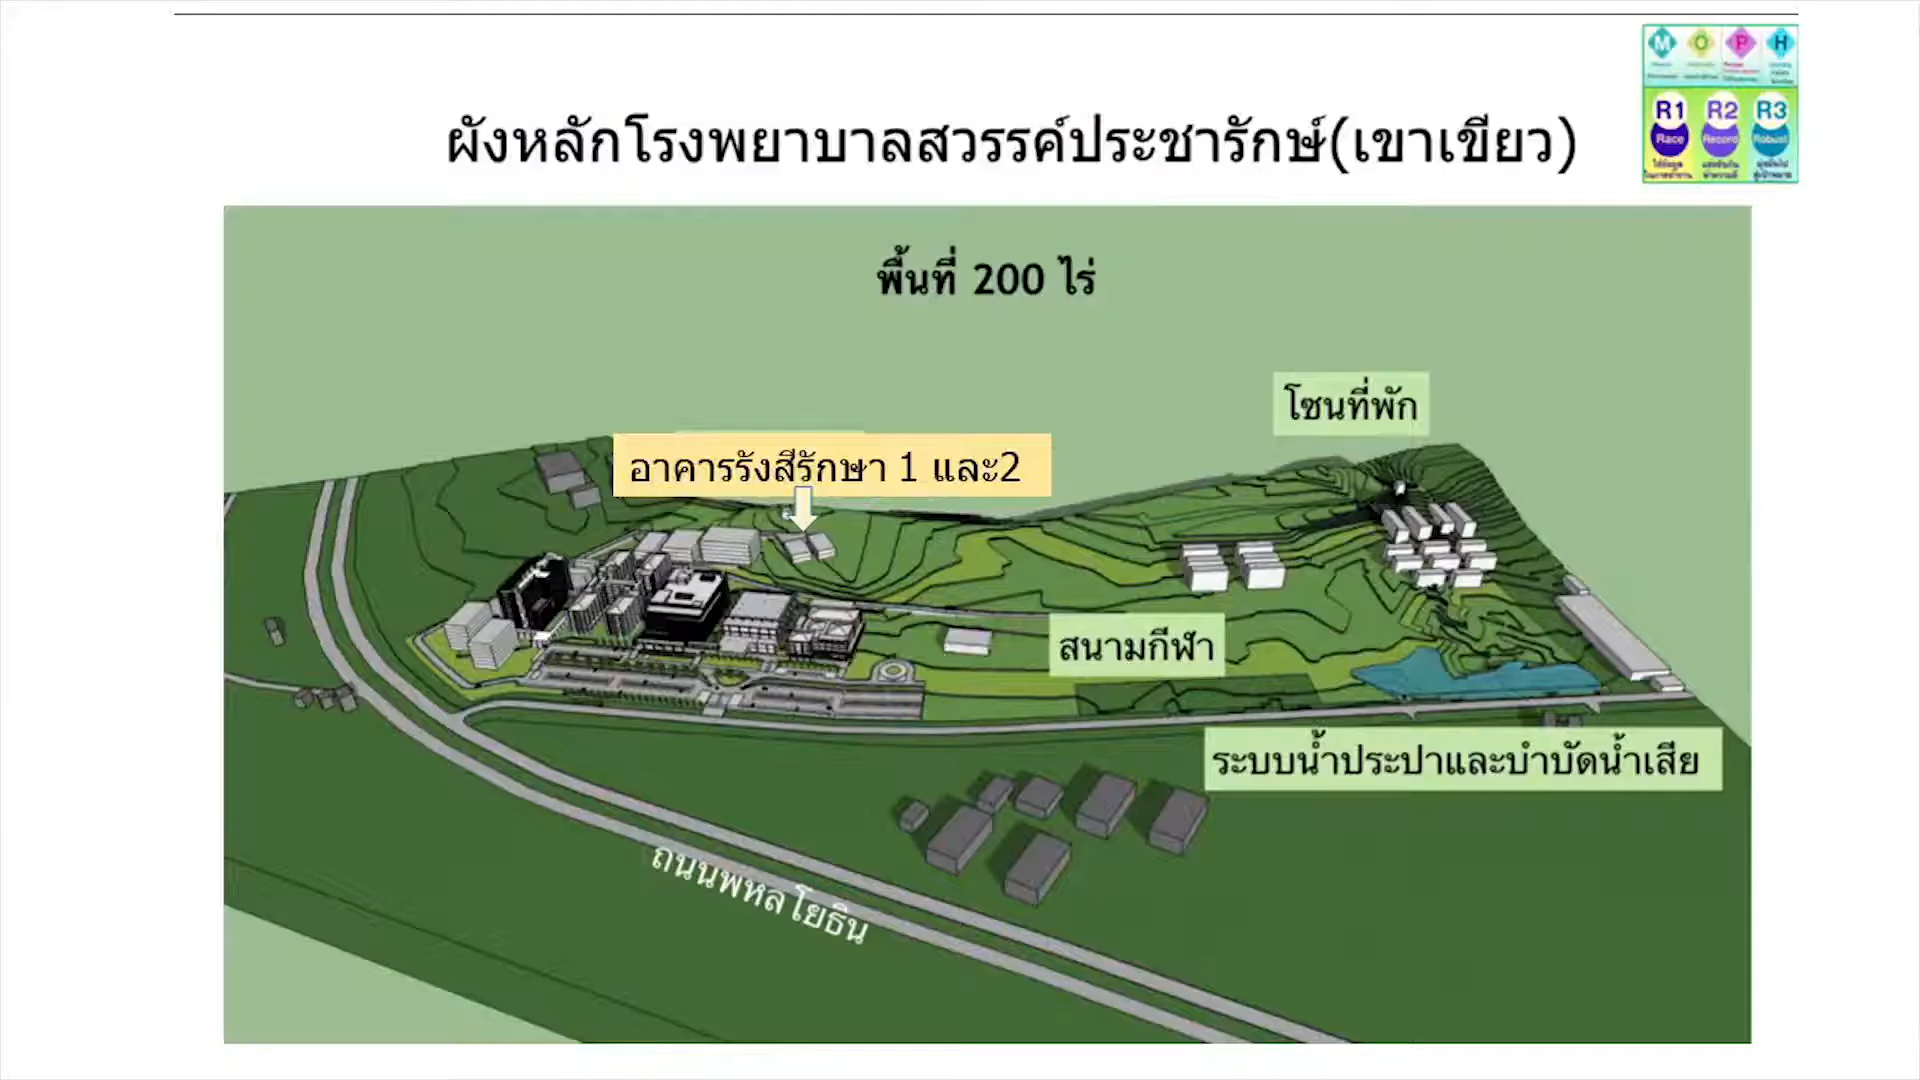 M O P H
R1 R2 R3
Race Record Robust
ผังหลักโรงพยาบาลสวรรค์ประชารักษ์(เขาเขียว)
พื้นที่ 200 ไร่
โซนที่พัก
อาคารรังสีรักษา 1 และ2
สนามกีฬา
ระบบน้ำประปาและบำบัดน้ำเสีย
ถนนพหลโยธิน